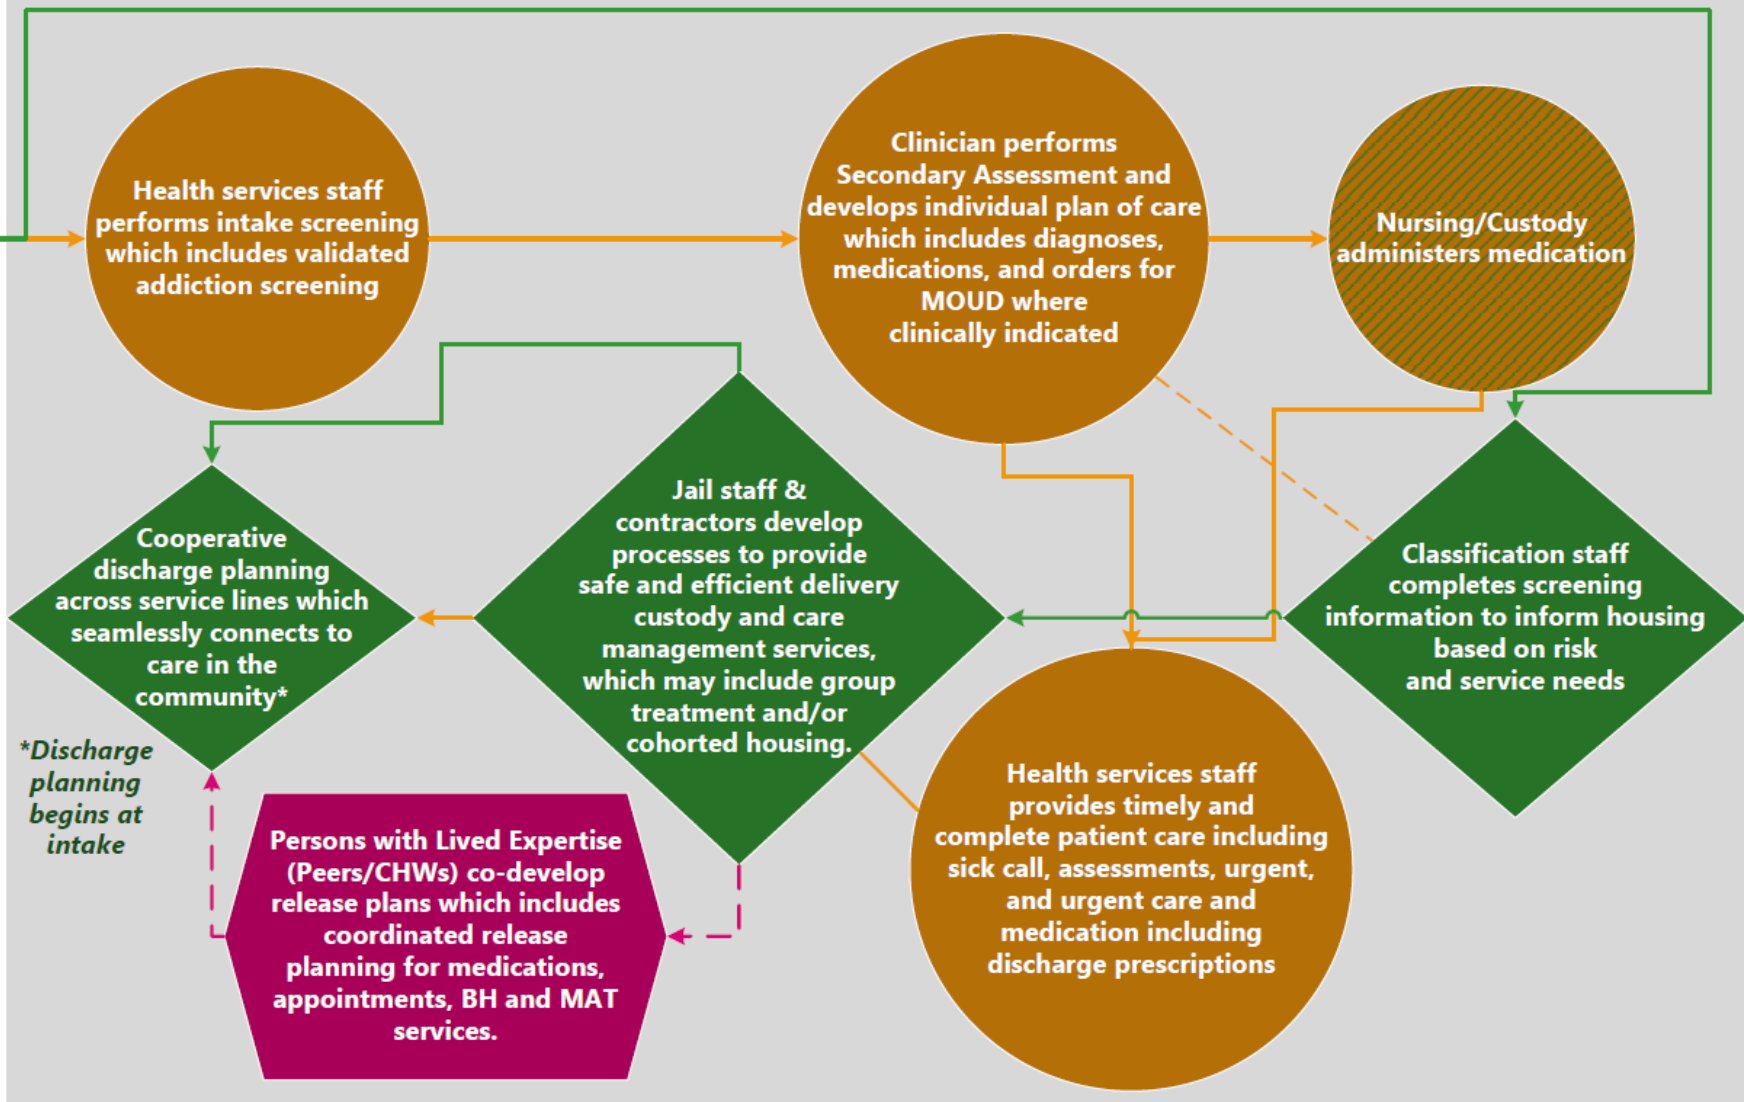 Health services staff
performs intake screening
which includes validated
addiction screening
Clinician performs
Secondary Assessment and
develops individual plan of care
which includes diagnoses,
medications, and orders for
MOUD where
clinically indicated
Nursing/Custody
administers medication
Cooperative
discharge planning
across service lines which
seamlessly connects to
care in the
community*
*Discharge
planning
begins at
intake
Jail staff &
contractors develop
processes to provide
safe and efficient delivery
custody and care
management services,
which may include group
treatment and/or
cohorted housing.
Classification staff
completes screening
information to inform housing
based on risk
and service needs
Persons with Lived Expertise
(Peers/CHWs) co-develop
release plans which includes
coordinated release
planning for medications,
appointments, BH and MAT
services.
Health services staff
provides timely and
complete patient care including
sick call, assessments, urgent,
and urgent care and
medication including
discharge prescriptions